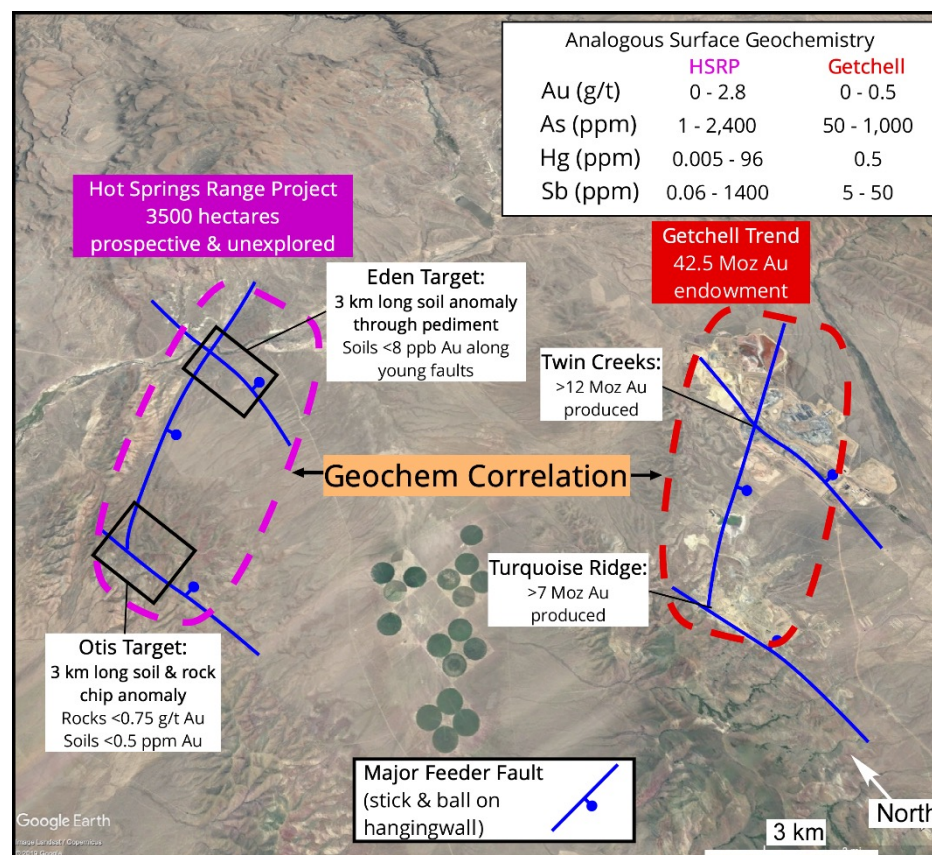 Analogous Surface Geochemistry
HSRP Getchell
Au (g/t) 0 - 2.8 0 - 0.5
As (ppm) 1 - 2,400 50 - 1,000
Hg (ppm) 0.005 - 96 0.5
Sb (ppm) 0.06 - 1400 5 - 50
Hot Springs Range Project
3500 hectares
prospective & unexplored
Getchell Trend
42.5 Moz Au
endowment
Eden Target:
3 km long soil anomaly
through pediment
Soils <8 ppb Au along
young faults
Twin Creeks:
>12 Moz Au
produced
Geochem Correlation
Turquoise Ridge:
>7 Moz Au
produced
Otis Target:
3 km long soil & rock
chip anomaly
Rocks <0.75 g/t Au
Soils <0.5 ppm Au
Major Feeder Fault
(stick & ball on
hangingwall)
North
3 km
Google Earth
Image Landsat / Copernicus
© 2019 Google